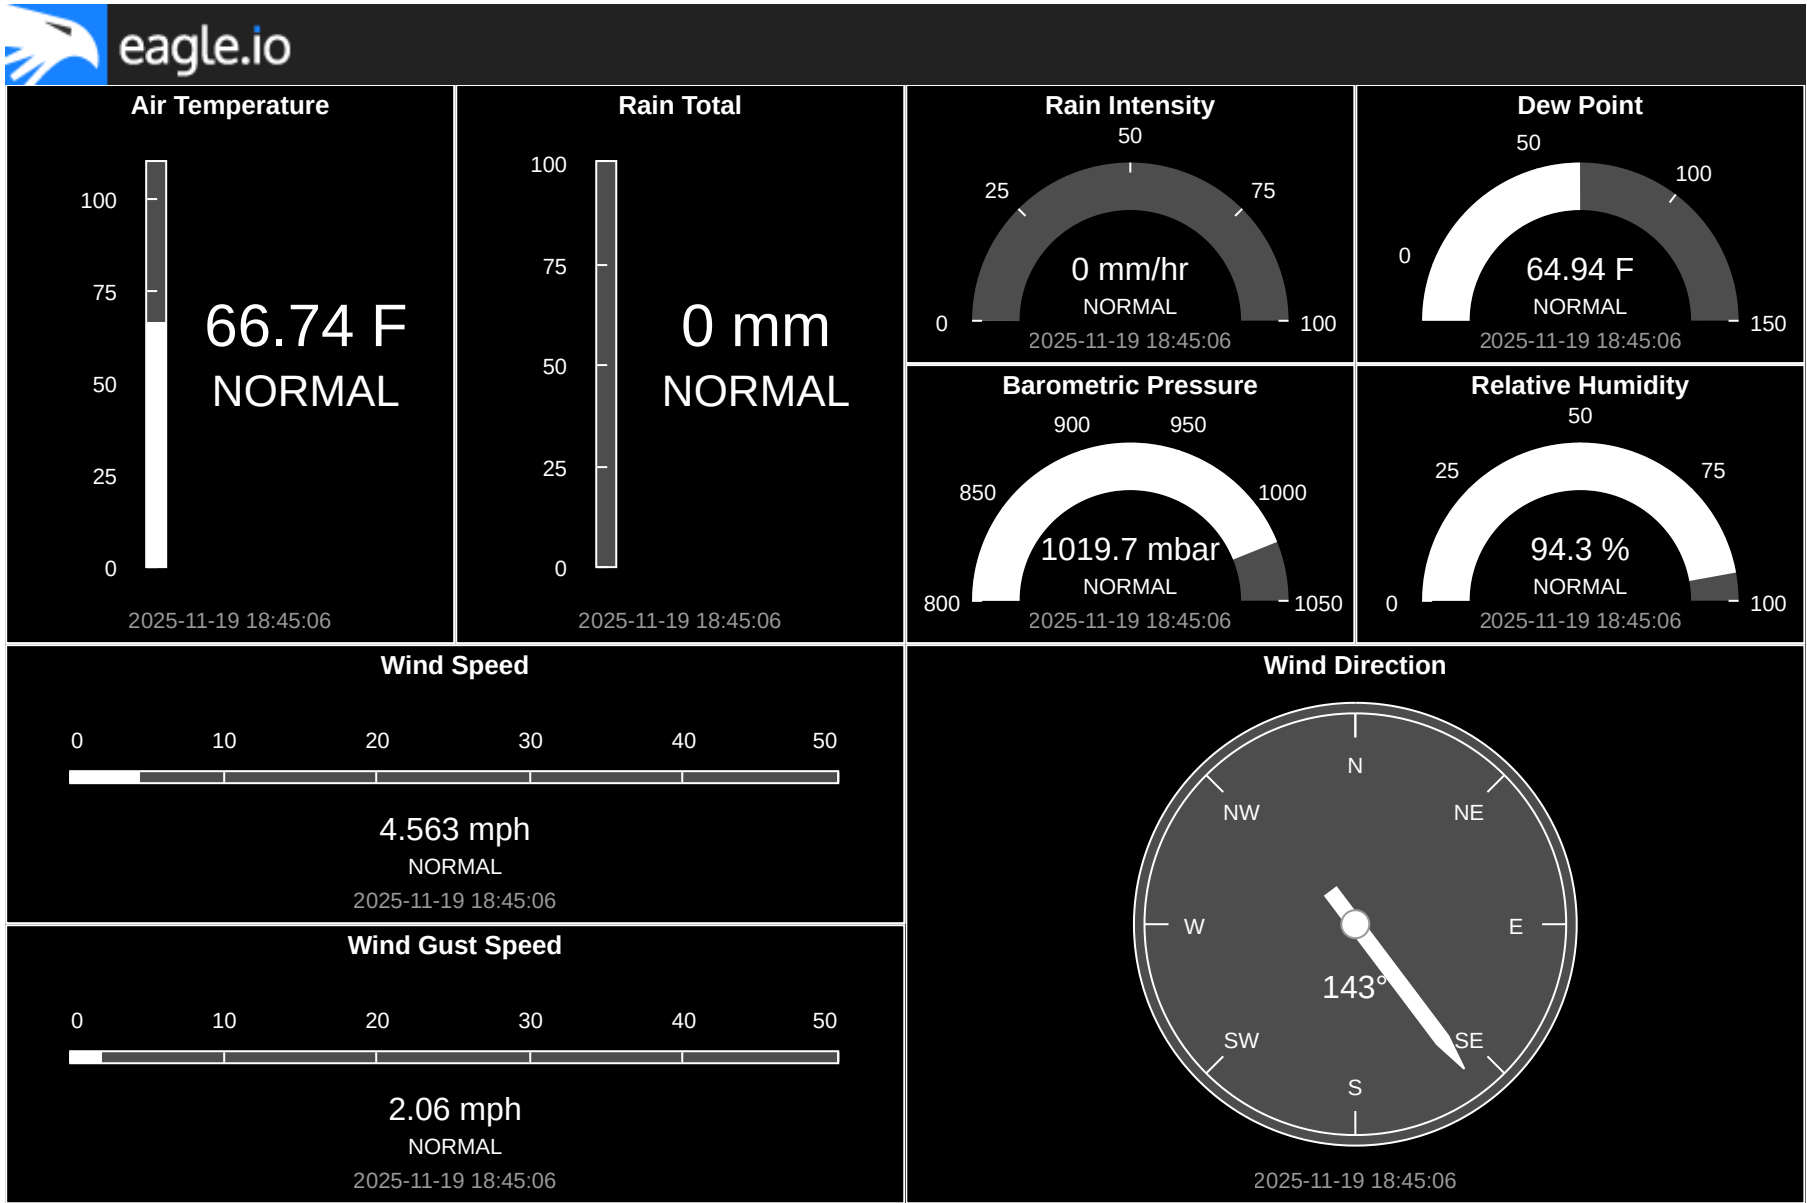 eagle.io
Air Temperature
100
75
50
25
0
66.74 F
NORMAL
2025-11-19 18:45:06
Rain Total
100
75
50
25
0
0 mm
NORMAL
2025-11-19 18:45:06
Rain Intensity
50
25
75
0
100
0 mm/hr
NORMAL
2025-11-19 18:45:06
Dew Point
50
100
0
150
64.94 F
NORMAL
2025-11-19 18:45:06
Barometric Pressure
900
950
850
1000
800
1050
1019.7 mbar
NORMAL
2025-11-19 18:45:06
Relative Humidity
50
25
75
0
100
94.3 %
NORMAL
2025-11-19 18:45:06
Wind Speed
0 10 20 30 40 50
4.563 mph
NORMAL
2025-11-19 18:45:06
Wind Gust Speed
0 10 20 30 40 50
2.06 mph
NORMAL
2025-11-19 18:45:06
Wind Direction
N
NW
NE
W
E
143°
SW
SE
S
2025-11-19 18:45:06